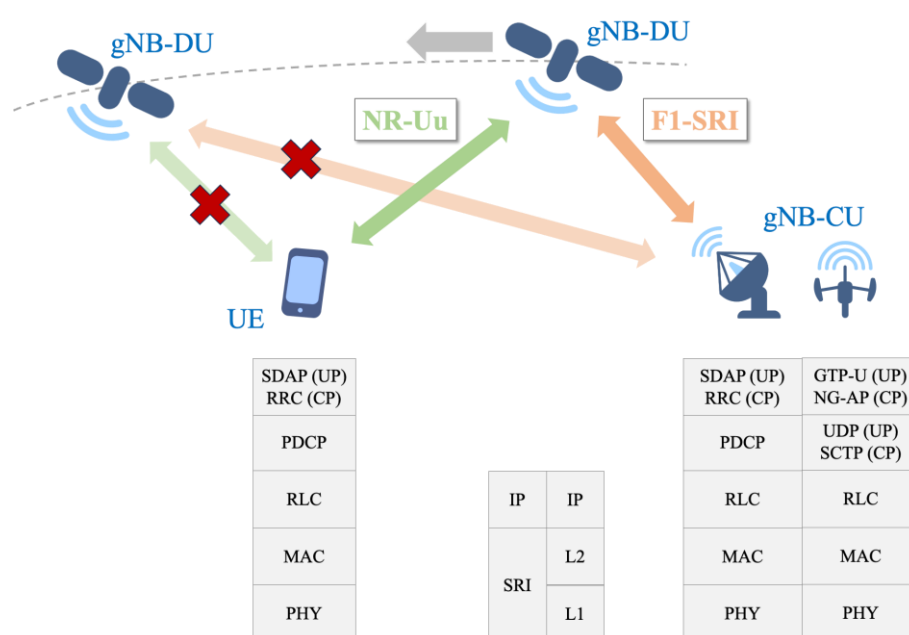 gNB-DU
gNB-DU
NR-Uu
F1-SRI
gNB-CU
UE
SDAP (UP)
RRC (CP)
PDCP
RLC
MAC
PHY
IP
IP
SRI
L2
L1
SDAP (UP)
RRC (CP)
PDCP
RLC
MAC
PHY
GTP-U (UP)
NG-AP (CP)
UDP (UP)
SCTP (CP)
RLC
MAC
PHY